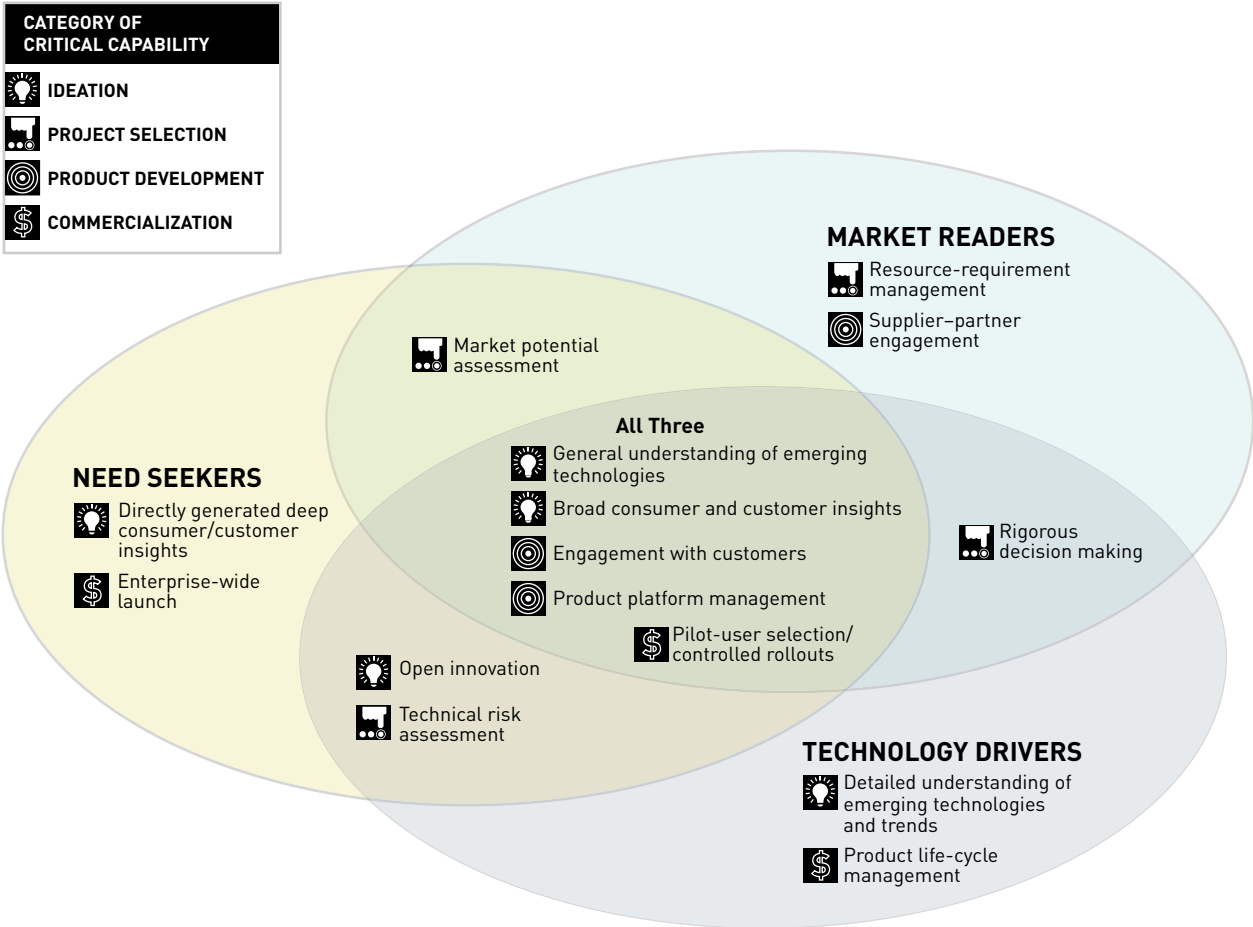 CATEGORY OF
CRITICAL CAPABILITY
IDEATION
PROJECT SELECTION
PRODUCT DEVELOPMENT
COMMERCIALIZATION
MARKET READERS
Resource-requirement
management
Supplier–partner
engagement
Market potential
assessment
All Three
General understanding of emerging
technologies
Broad consumer and customer insights
Engagement with customers
Product platform management
Pilot-user selection/
controlled rollouts
NEED SEEKERS
Directly generated deep
consumer/customer
insights
Enterprise-wide
launch
Rigorous
decision making
Open innovation
Technical risk
assessment
TECHNOLOGY DRIVERS
Detailed understanding of
emerging technologies
and trends
Product life-cycle
management